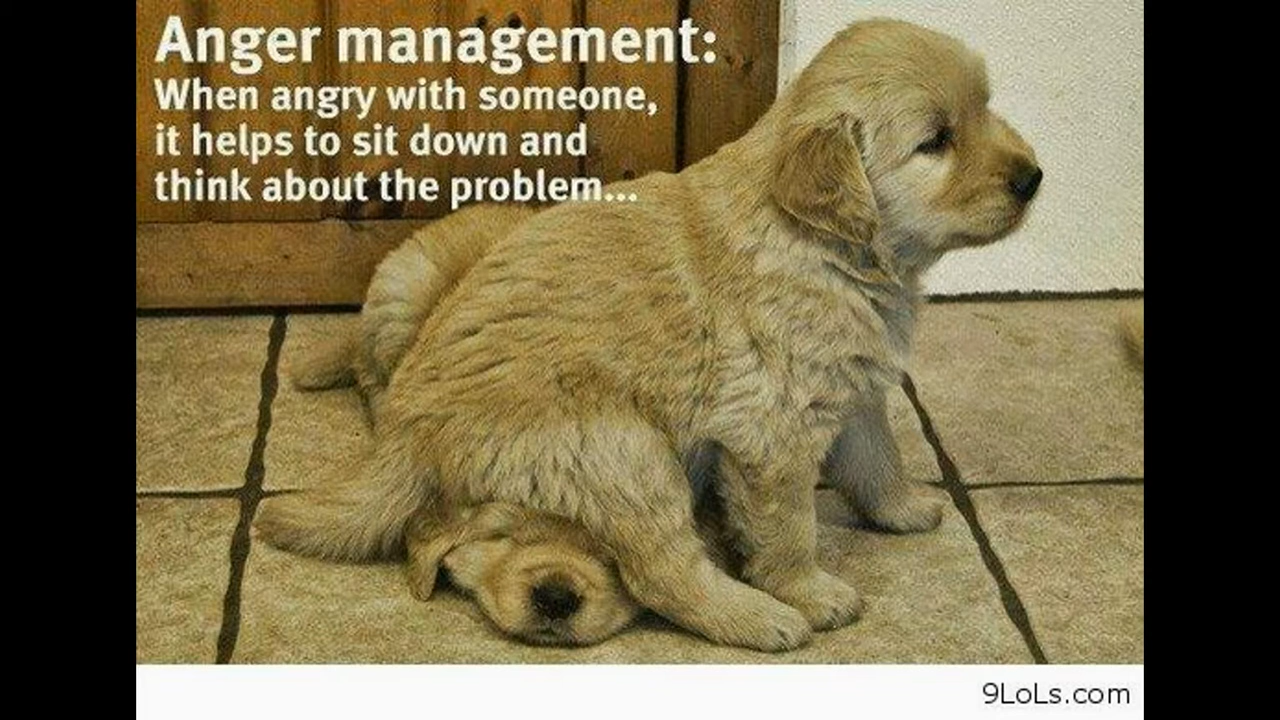 Anger management:
When angry with someone,
it helps to sit down and
think about the problem...
9LoLs.com